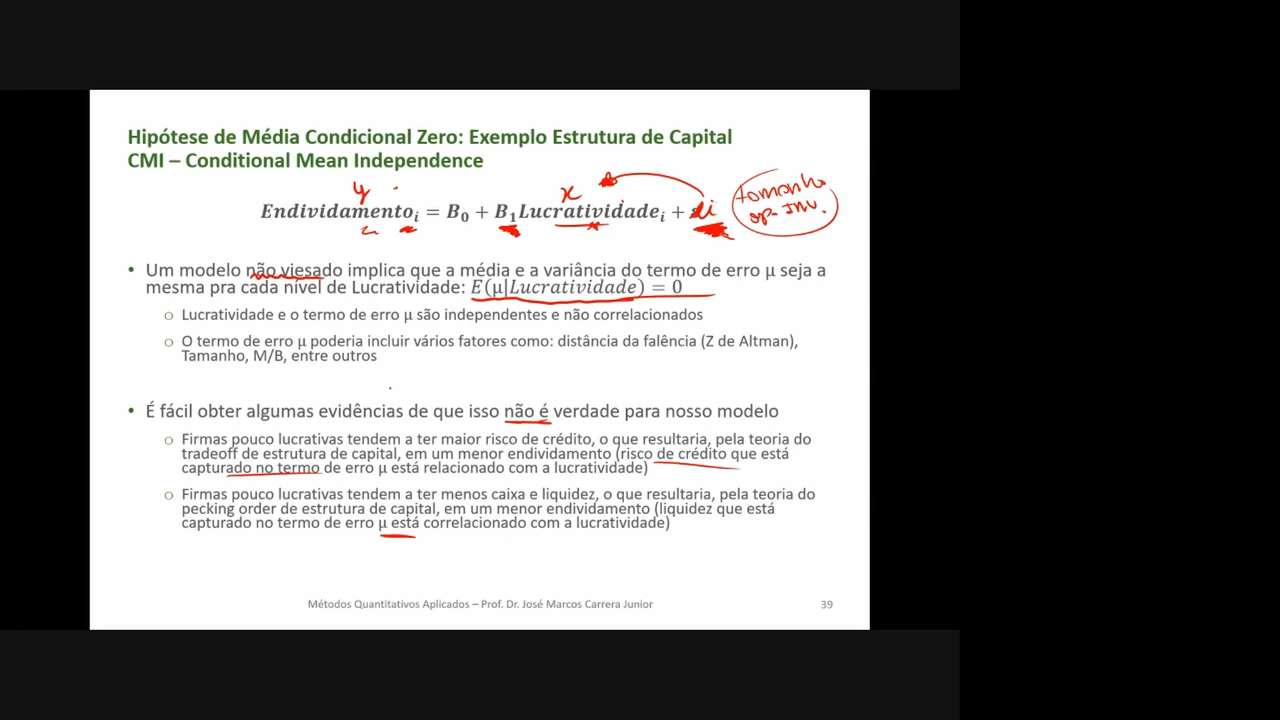 Hipótese de Média Condicional Zero: Exemplo Estrutura de Capital
CMI – Conditional Mean Independence
y x
tamanho
op. Inv.
Endividamento_i = B_0 + B_1Lucratividade_i + μi
• Um modelo não viesado implica que a média e a variância do termo de erro μ seja a
mesma pra cada nível de Lucratividade: E(μ|Lucratividade) = 0
○ Lucratividade e o termo de erro μ são independentes e não correlacionados
○ O termo de erro μ poderia incluir vários fatores como: distância da falência (Z de Altman),
Tamanho, M/B, entre outros
• É fácil obter algumas evidências de que isso não é verdade para nosso modelo
○ Firmas pouco lucrativas tendem a ter maior risco de crédito, o que resultaria, pela teoria do
tradeoff de estrutura de capital, em um menor endividamento (risco de crédito que está
capturado no termo de erro μ está relacionado com a lucratividade)
○ Firmas pouco lucrativas tendem a ter menos caixa e liquidez, o que resultaria, pela teoria do
pecking order de estrutura de capital, em um menor endividamento (liquidez que está
capturado no termo de erro μ está correlacionado com a lucratividade)
Métodos Quantitativos Aplicados – Prof. Dr. José Marcos Carrera Junior 39